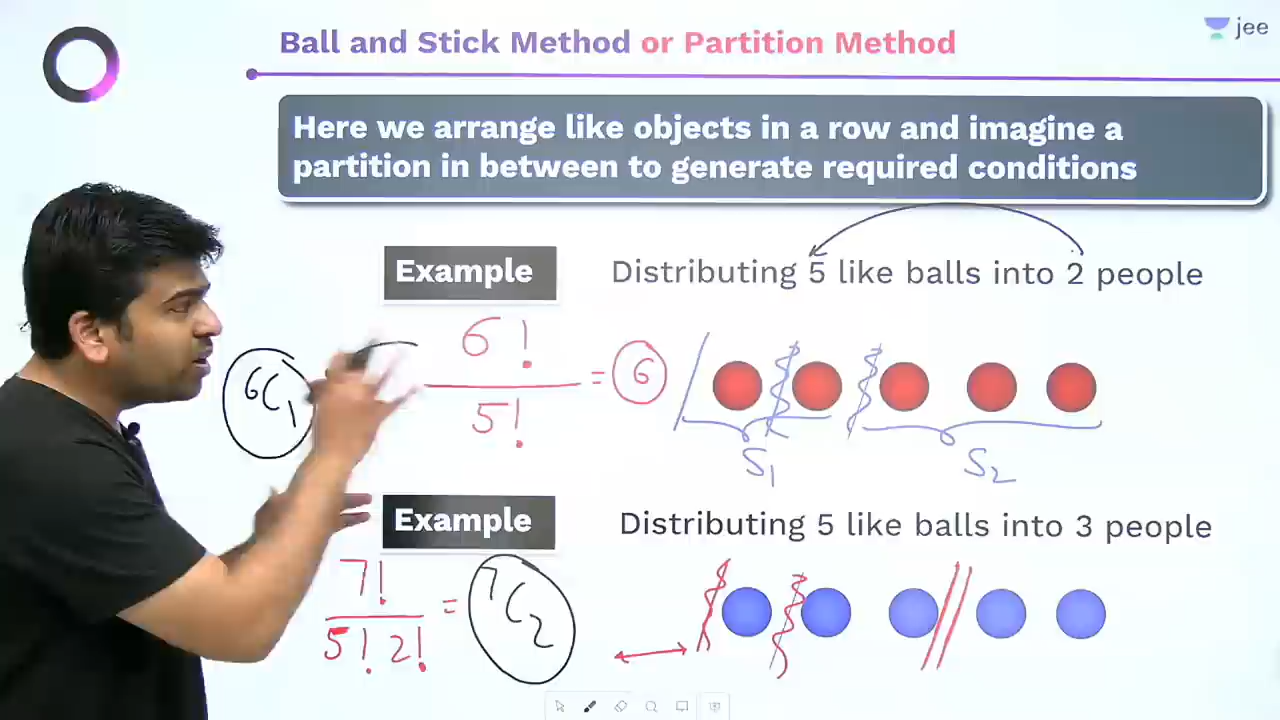 Ball and Stick Method or Partition Method
jee
Here we arrange like objects in a row and imagine a
partition in between to generate required conditions
Example
Distributing 5 like balls into 2 people
6!
5!
= 6
⁶C₁
S₁
S₂
Example
Distributing 5 like balls into 3 people
7!
5! 2!
= ⁷C₂